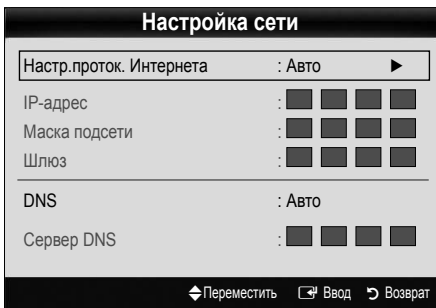 Настройка сети
Настр.проток. Интернета : Авто ►
IP-адрес :
Маска подсети :
Шлюз :
DNS : Авто
Сервер DNS :
Переместить Ввод Возврат